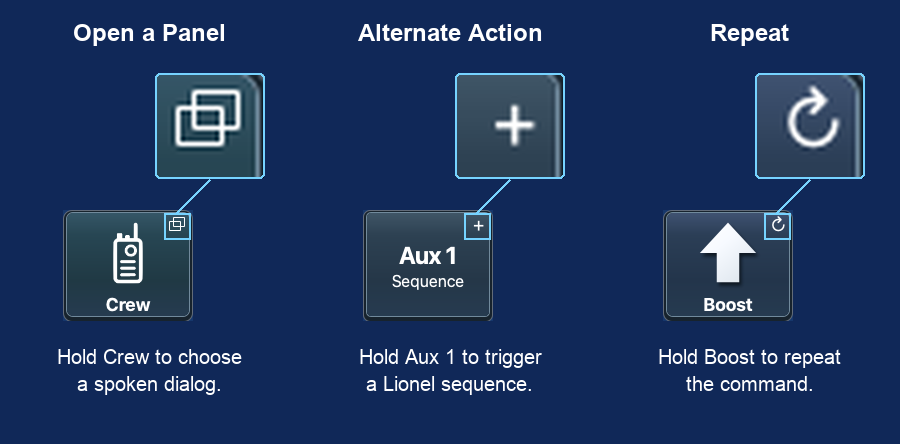 Open a Panel
Alternate Action
Repeat
Crew
Aux 1
Sequence
Boost
Hold Crew to choose
a spoken dialog.
Hold Aux 1 to trigger
a Lionel sequence.
Hold Boost to repeat
the command.